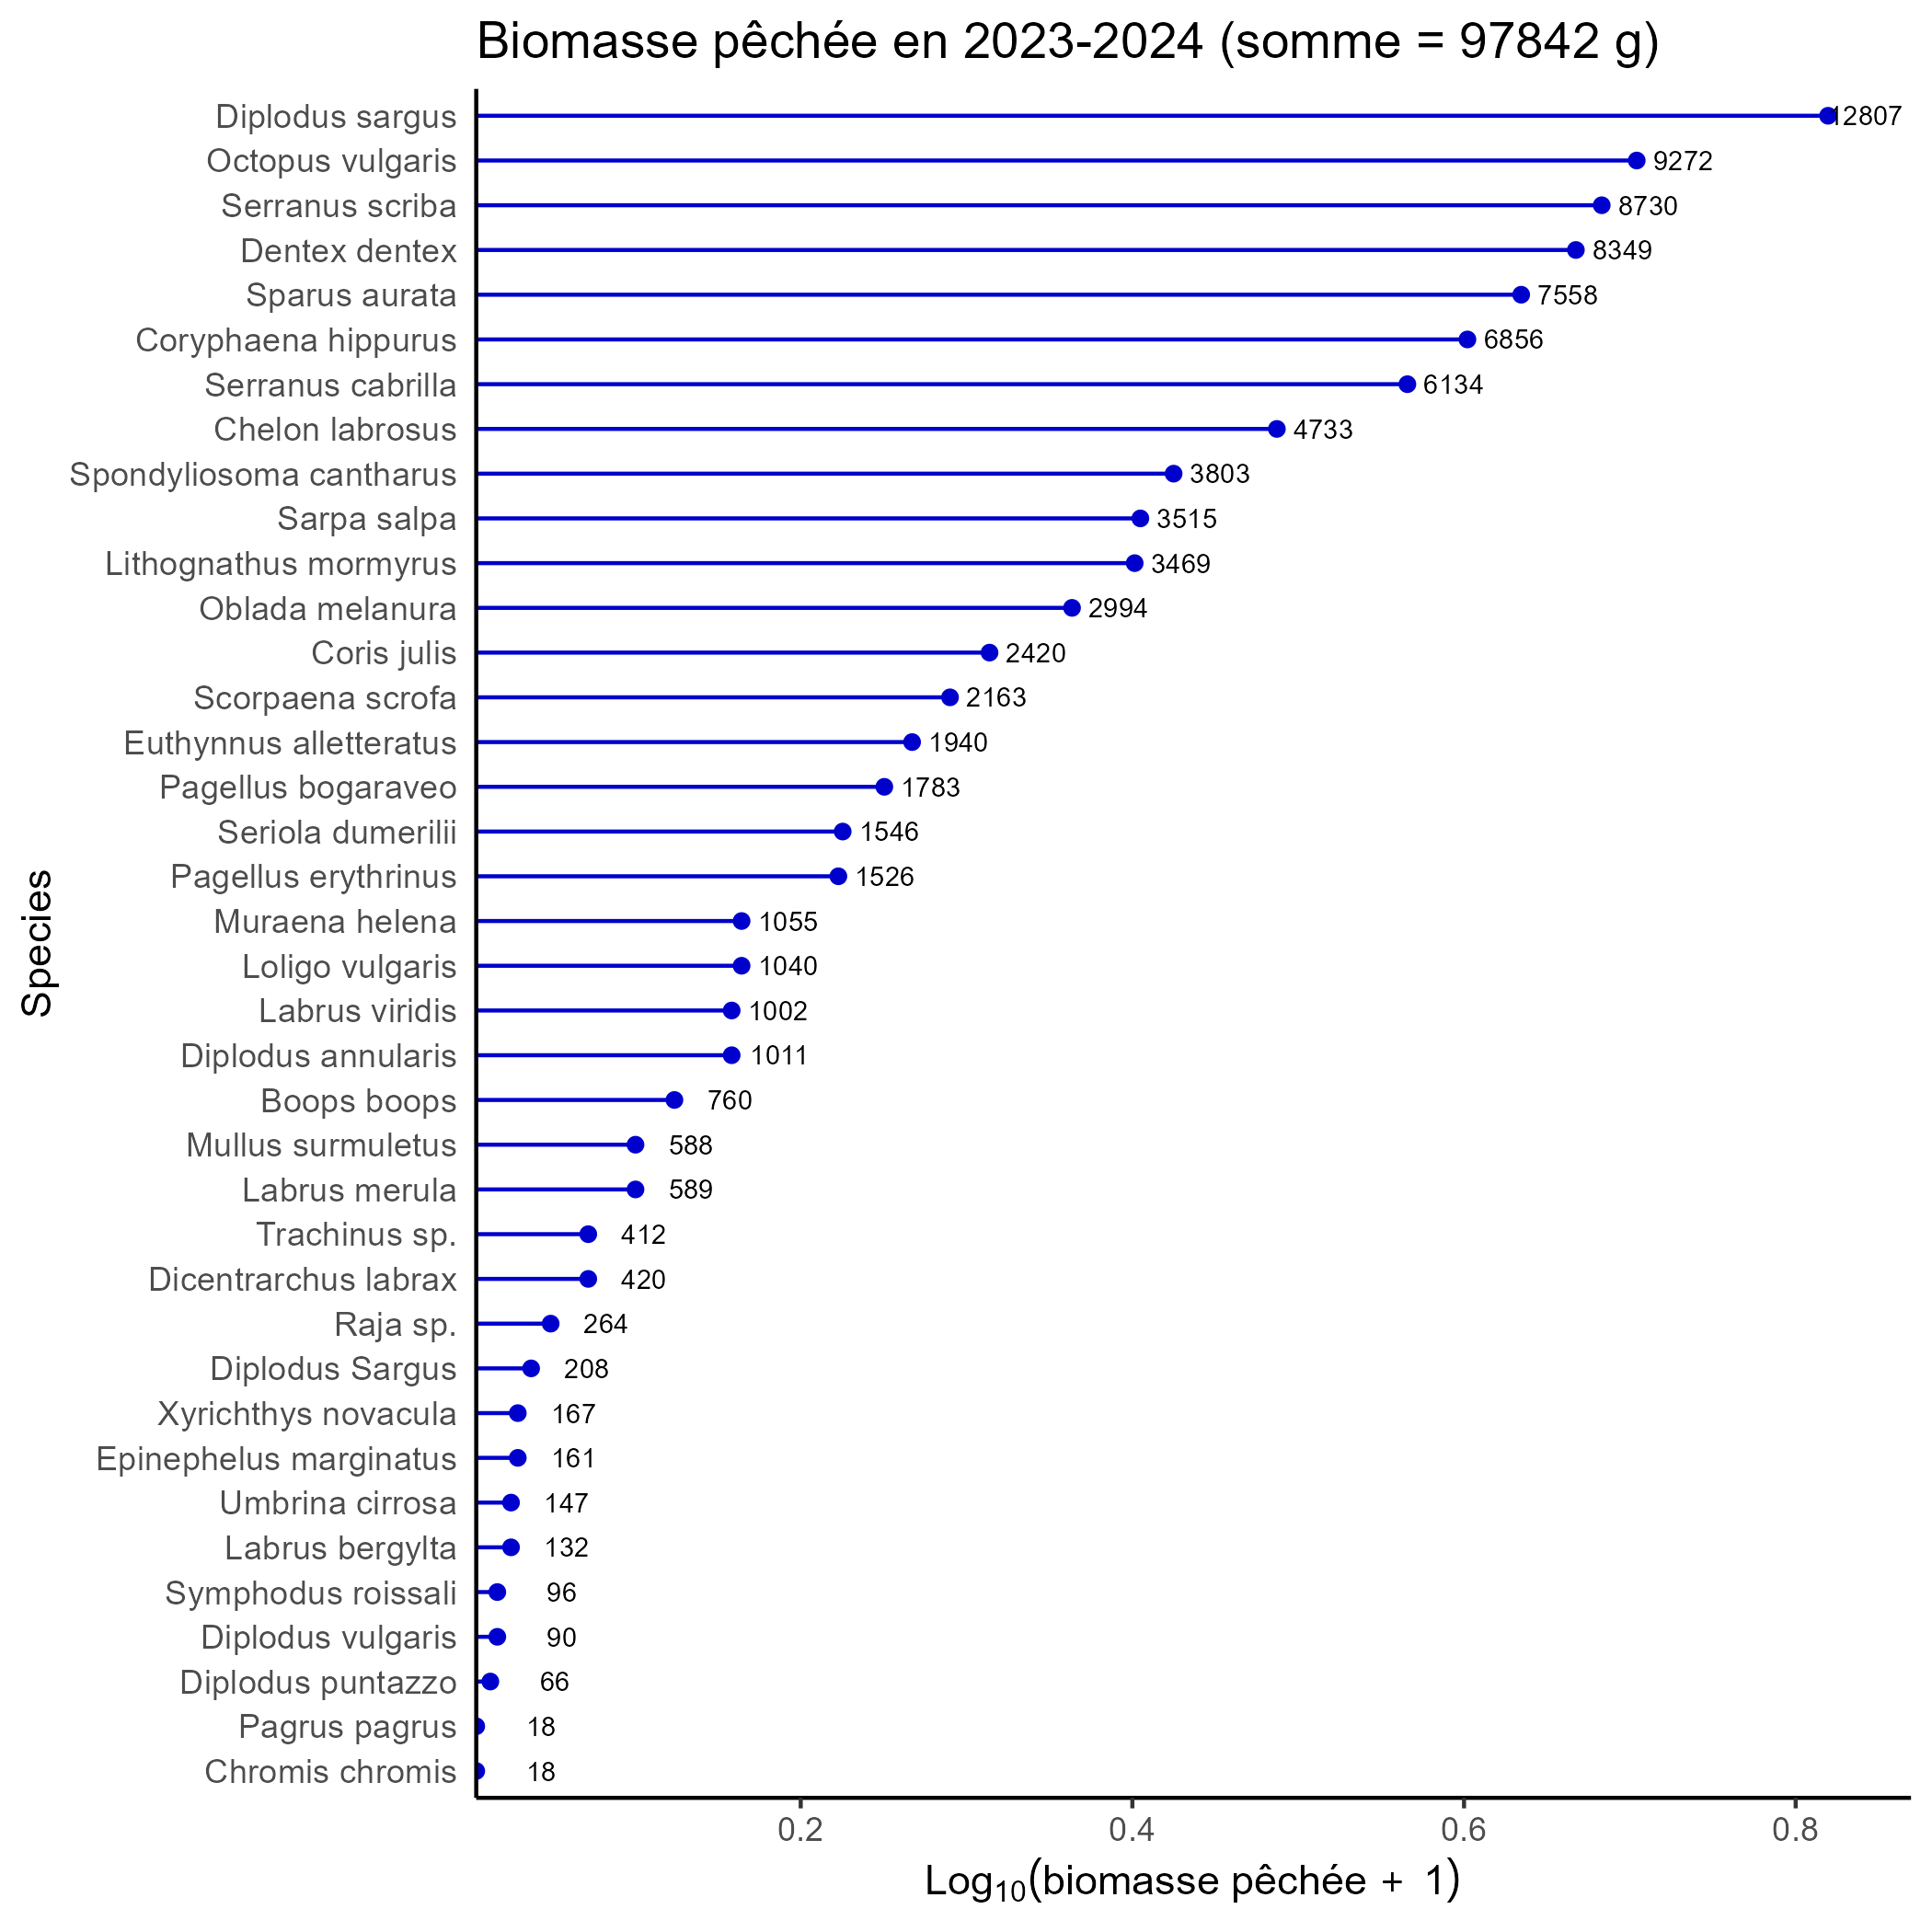 Biomasse pêchée en 2023-2024 (somme = 97842 g)
Diplodus sargus 12807
Octopus vulgaris 9272
Serranus scriba 8730
Dentex dentex 8349
Sparus aurata 7558
Coryphaena hippurus 6856
Serranus cabrilla 6134
Chelon labrosus 4733
Spondyliosoma cantharus 3803
Sarpa salpa 3515
Lithognathus mormyrus 3469
Oblada melanura 2994
Coris julis 2420
Scorpaena scrofa 2163
Euthynnus alletteratus 1940
Pagellus bogaraveo 1783
Seriola dumerilii 1546
Pagellus erythrinus 1526
Muraena helena 1055
Loligo vulgaris 1040
Labrus viridis 1002
Diplodus annularis 1011
Boops boops 760
Mullus surmuletus 588
Labrus merula 589
Trachinus sp. 412
Dicentrarchus labrax 420
Raja sp. 264
Diplodus Sargus 208
Xyrichthys novacula 167
Epinephelus marginatus 161
Umbrina cirrosa 147
Labrus bergylta 132
Symphodus roissali 96
Diplodus vulgaris 90
Diplodus puntazzo 66
Pagrus pagrus 18
Chromis chromis 18
Species
0.2 0.4 0.6 0.8
Log₁₀(biomasse pêchée + 1)